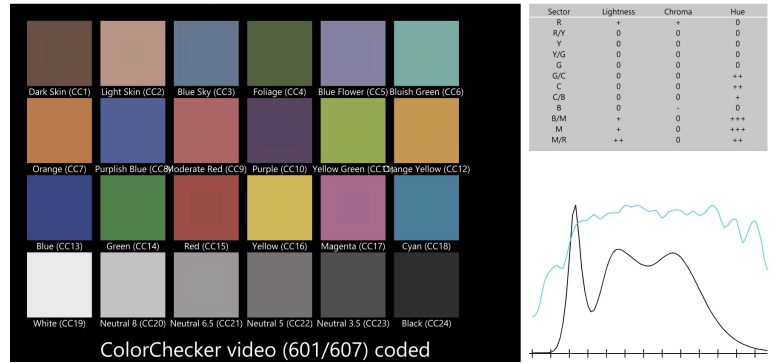 Dark Skin (CC1) Light Skin (CC2) Blue Sky (CC3) Foliage (CC4) Blue Flower (CC5) Bluish Green (CC6)
Orange (CC7) Purplish Blue (CC8) Moderate Red (CC9) Purple (CC10) Yellow Green (CC11) Orange Yellow (CC12)
Blue (CC13) Green (CC14) Red (CC15) Yellow (CC16) Magenta (CC17) Cyan (CC18)
White (CC19) Neutral 8 (CC20) Neutral 6.5 (CC21) Neutral 5 (CC22) Neutral 3.5 (CC23) Black (CC24)
ColorChecker video (601/607) coded
Sector Lightness Chroma Hue
R + + 0
R/Y 0 0 0
Y 0 0 0
Y/G 0 0 0
G 0 0 0
G/C 0 0 ++
C 0 0 ++
C/B 0 0 +
B 0 - 0
B/M + 0 +++
M + 0 +++
M/R ++ 0 ++